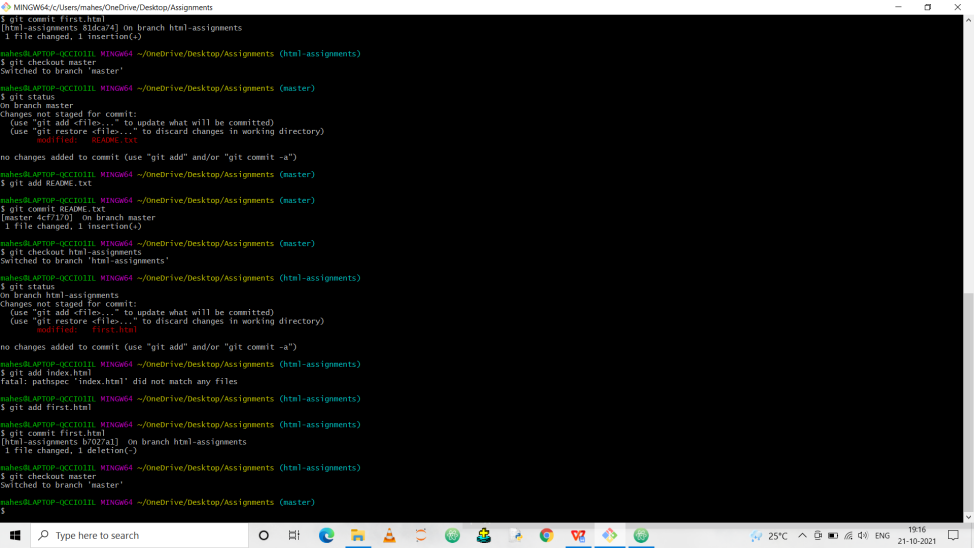 MINGW64:/c/Users/mahes/OneDrive/Desktop/Assignments
$ git commit first.html
[html-assignments 81dca74] On branch html-assignments
1 file changed, 1 insertion(+)
mahes@LAPTOP-QCCIO1IL MINGW64 ~/OneDrive/Desktop/Assignments (html-assignments)
$ git checkout master
Switched to branch 'master'
mahes@LAPTOP-QCCIO1IL MINGW64 ~/OneDrive/Desktop/Assignments (master)
$ git status
On branch master
Changes not staged for commit:
(use "git add <file>..." to update what will be committed)
(use "git restore <file>..." to discard changes in working directory)
modified: README.txt
no changes added to commit (use "git add" and/or "git commit -a")
mahes@LAPTOP-QCCIO1IL MINGW64 ~/OneDrive/Desktop/Assignments (master)
$ git add README.txt
mahes@LAPTOP-QCCIO1IL MINGW64 ~/OneDrive/Desktop/Assignments (master)
$ git commit README.txt
[master 4cf7170] On branch master
1 file changed, 1 insertion(+)
mahes@LAPTOP-QCCIO1IL MINGW64 ~/OneDrive/Desktop/Assignments (master)
$ git checkout html-assignments
Switched to branch 'html-assignments'
mahes@LAPTOP-QCCIO1IL MINGW64 ~/OneDrive/Desktop/Assignments (html-assignments)
$ git status
On branch html-assignments
Changes not staged for commit:
(use "git add <file>..." to update what will be committed)
(use "git restore <file>..." to discard changes in working directory)
modified: first.html
no changes added to commit (use "git add" and/or "git commit -a")
mahes@LAPTOP-QCCIO1IL MINGW64 ~/OneDrive/Desktop/Assignments (html-assignments)
$ git add index.html
fatal: pathspec 'index.html' did not match any files
mahes@LAPTOP-QCCIO1IL MINGW64 ~/OneDrive/Desktop/Assignments (html-assignments)
$ git add first.html
mahes@LAPTOP-QCCIO1IL MINGW64 ~/OneDrive/Desktop/Assignments (html-assignments)
$ git commit first.html
[html-assignments b7027a1] On branch html-assignments
1 file changed, 1 deletion(-)
mahes@LAPTOP-QCCIO1IL MINGW64 ~/OneDrive/Desktop/Assignments (html-assignments)
$ git checkout master
Switched to branch 'master'
mahes@LAPTOP-QCCIO1IL MINGW64 ~/OneDrive/Desktop/Assignments (master)
$
Type here to search
25°C
ENG
19:16
21-10-2021